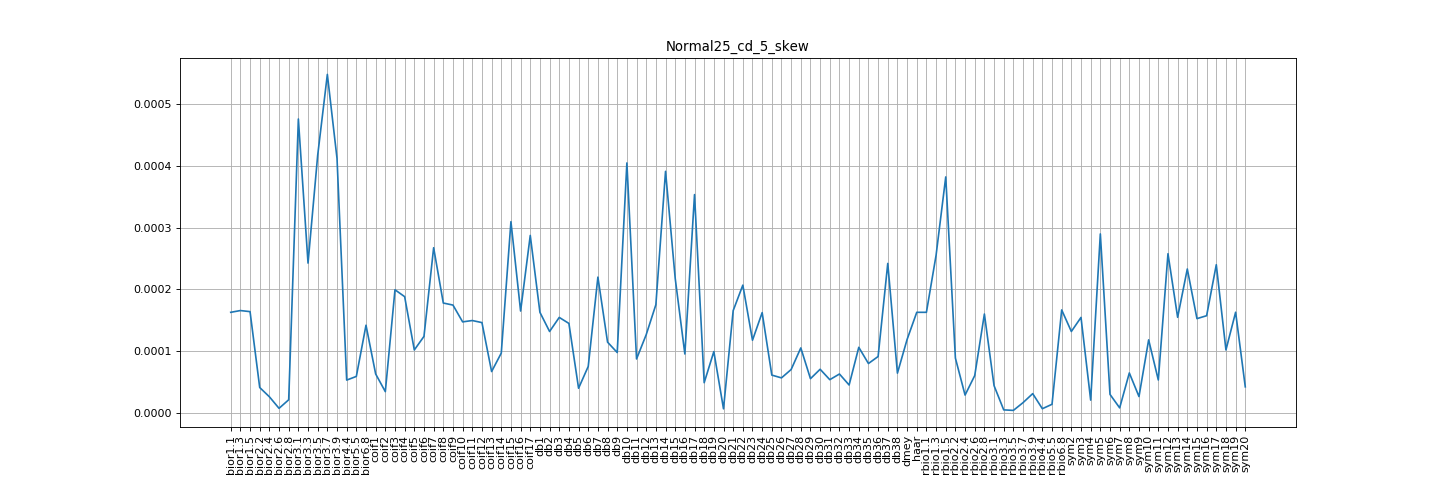 Normal25_cd_5_skew
0.0005
0.0004
0.0003
0.0002
0.0001
0.0000
bior1.1
bior1.3
bior1.5
bior2.2
bior2.4
bior2.6
bior2.8
bior3.1
bior3.3
bior3.5
bior3.7
bior3.9
bior4.4
bior5.5
bior6.8
coif1
coif2
coif3
coif4
coif5
coif6
coif7
coif8
coif9
coif10
coif11
coif12
coif13
coif14
coif15
coif16
coif17
db1
db2
db3
db4
db5
db6
db7
db8
db9
db10
db11
db12
db13
db14
db15
db16
db17
db18
db19
db20
db21
db22
db23
db24
db25
db26
db27
db28
db29
db30
db31
db32
db33
db34
db35
db36
db37
db38
dmey
haar
rbio1.1
rbio1.3
rbio1.5
rbio2.2
rbio2.4
rbio2.6
rbio2.8
rbio3.1
rbio3.3
rbio3.5
rbio3.7
rbio3.9
rbio4.4
rbio5.5
rbio6.8
sym2
sym3
sym4
sym5
sym6
sym7
sym8
sym9
sym10
sym11
sym12
sym13
sym14
sym15
sym16
sym17
sym18
sym19
sym20